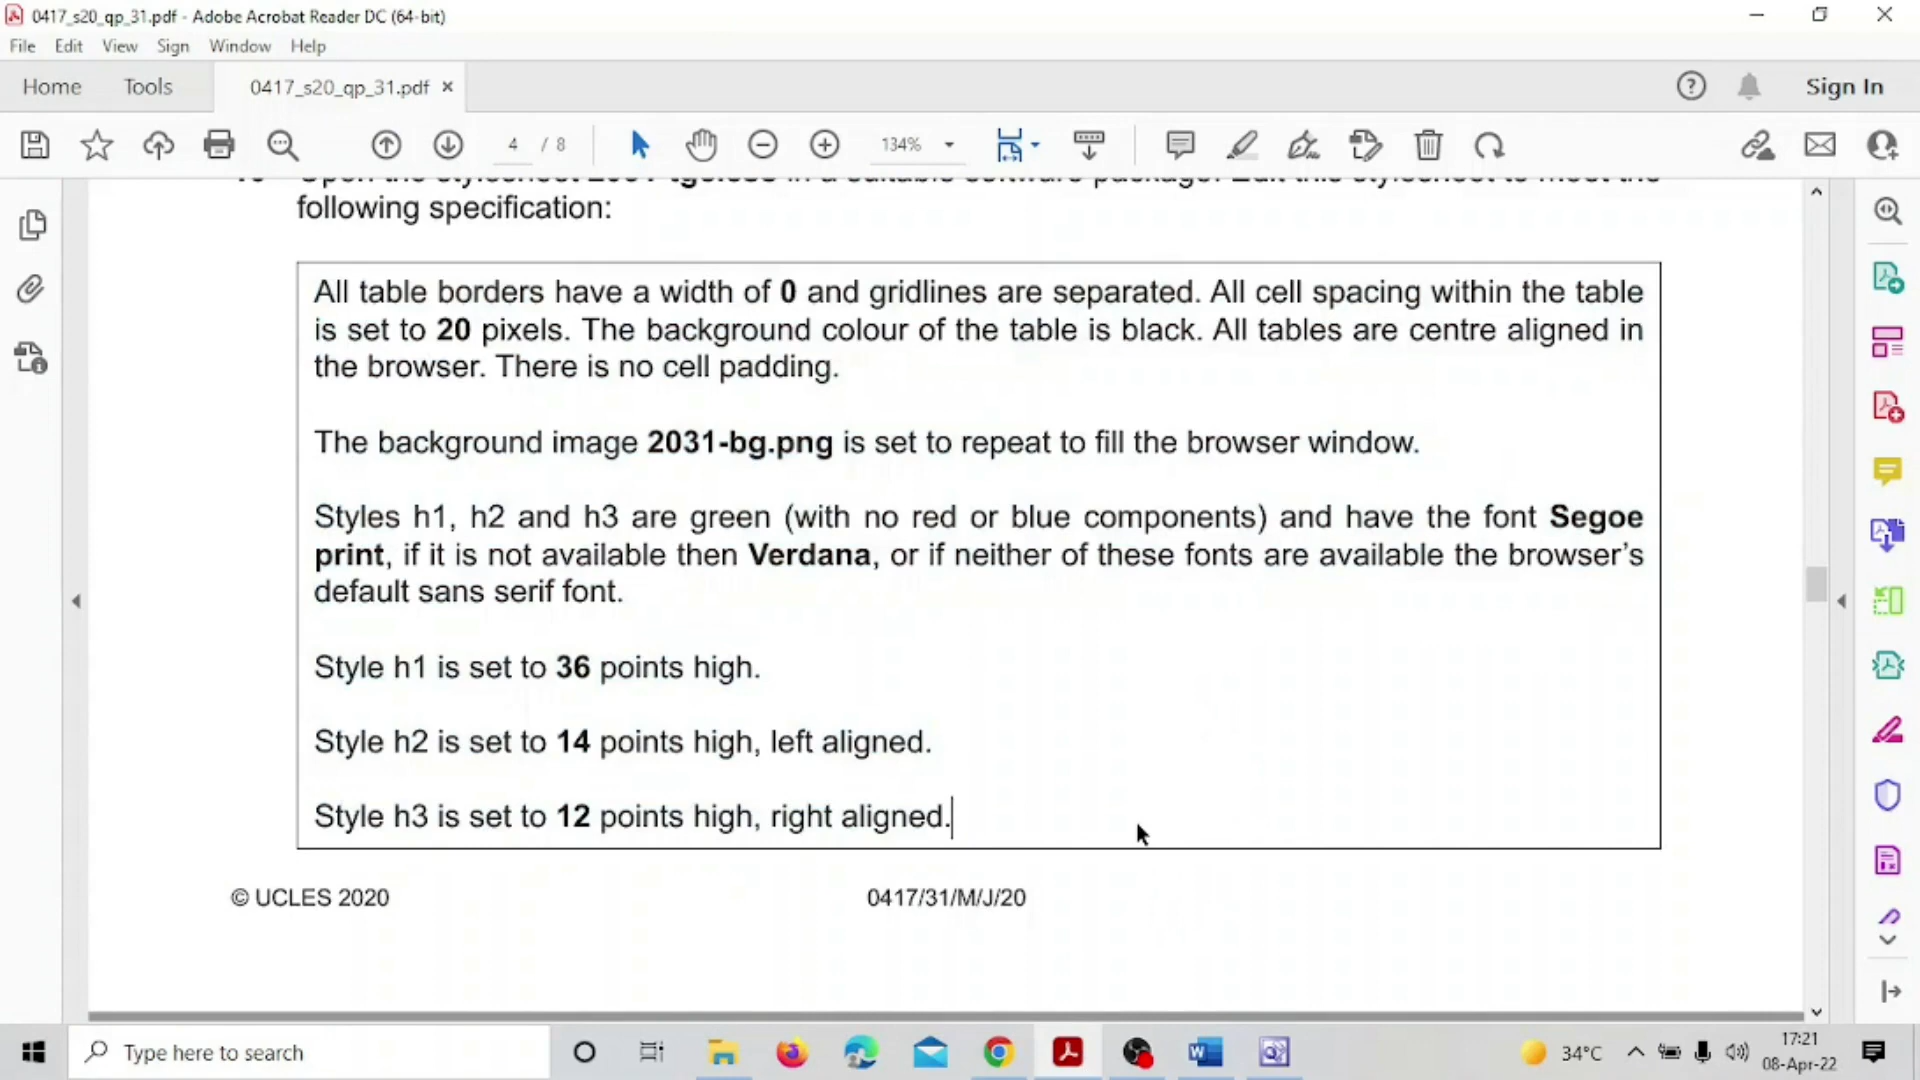 0417_s20_qp_31.pdf - Adobe Acrobat Reader DC (64-bit)
File Edit View Sign Window Help
Home Tools 0417_s20_qp_31.pdf × Sign In
4 / 8 134%
following specification:
All table borders have a width of 0 and gridlines are separated. All cell spacing within the table
is set to 20 pixels. The background colour of the table is black. All tables are centre aligned in
the browser. There is no cell padding.
The background image 2031-bg.png is set to repeat to fill the browser window.
Styles h1, h2 and h3 are green (with no red or blue components) and have the font Segoe
print, if it is not available then Verdana, or if neither of these fonts are available the browser's
default sans serif font.
Style h1 is set to 36 points high.
Style h2 is set to 14 points high, left aligned.
Style h3 is set to 12 points high, right aligned.
© UCLES 2020 0417/31/M/J/20
Type here to search 34°C 17:21
08-Apr-22